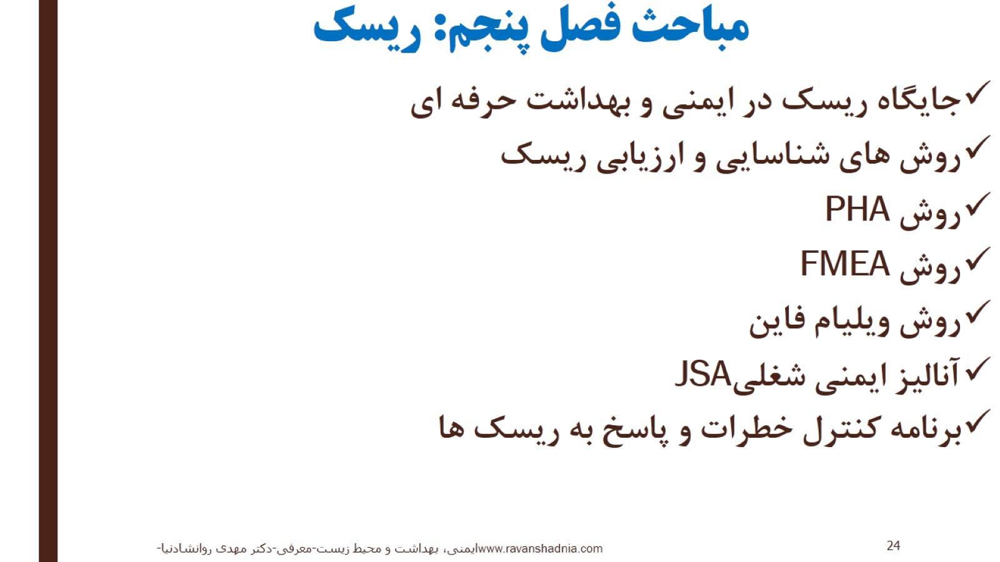 مباحث فصل پنجم: ریسک
✓جایگاه ریسک در ایمنی و بهداشت حرفه ای
✓روش های شناسایی و ارزیابی ریسک
✓روش PHA
✓روش FMEA
✓روش ویلیام فاین
✓آنالیز ایمنی شغلیJSA
✓برنامه کنترل خطرات و پاسخ به ریسک ها
www.ravanshadnia.comایمنی، بهداشت و محیط زیست-معرفی-دکتر مهدی روانشادنیا-
24